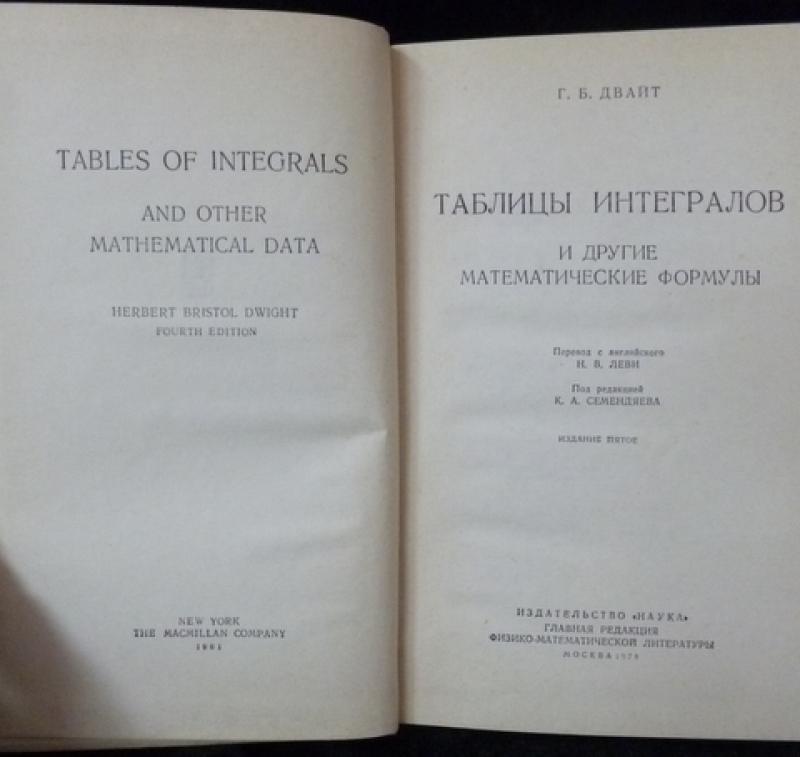 TABLES OF INTEGRALS
AND OTHER
MATHEMATICAL DATA
HERBERT BRISTOL DWIGHT
FOURTH EDITION
NEW YORK
THE MACMILLAN COMPANY
1961
Г. Б. ДВАЙТ
ТАБЛИЦЫ ИНТЕГРАЛОВ
И ДРУГИЕ
МАТЕМАТИЧЕСКИЕ ФОРМУЛЫ
Перевод с английского
Н. В. ЛЕВИ
Под редакцией
К. А. СЕМЕНДЯЕВА
ИЗДАНИЕ ПЯТОЕ
ИЗДАТЕЛЬСТВО «НАУКА»
ГЛАВНАЯ РЕДАКЦИЯ
ФИЗИКО-МАТЕМАТИЧЕСКОЙ ЛИТЕРАТУРЫ
МОСКВА